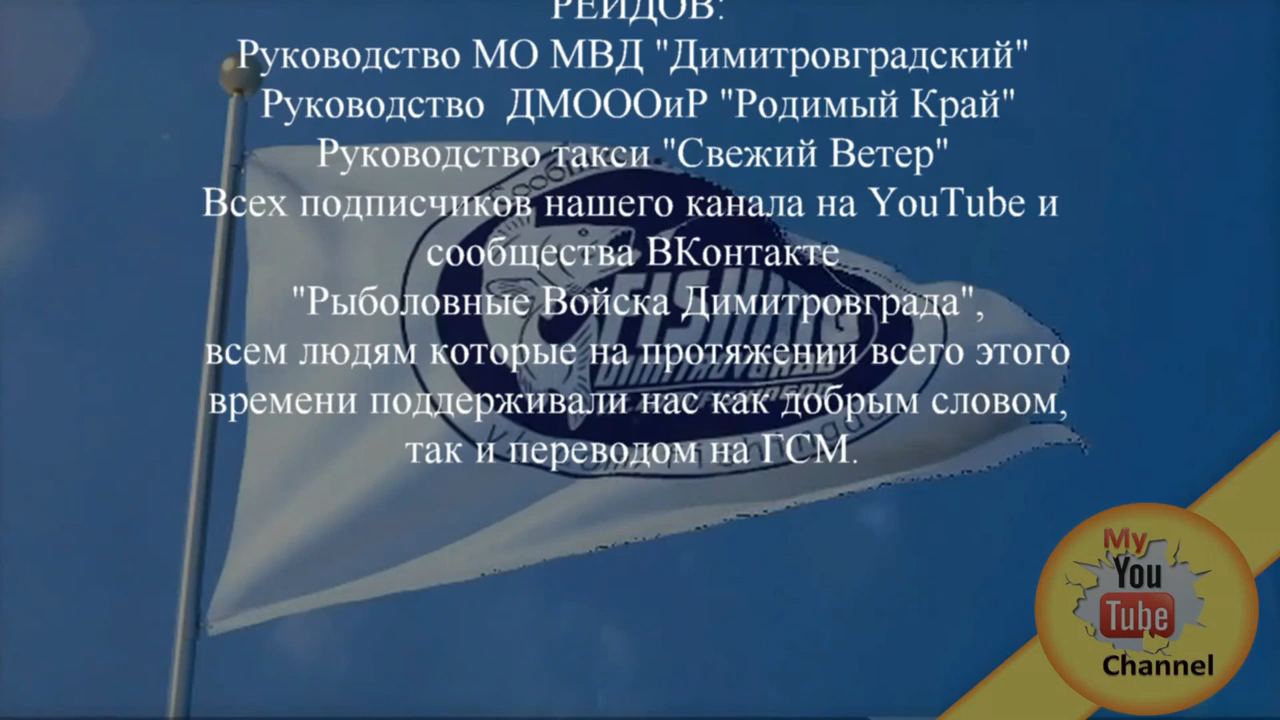 РЕЙДОВ:
Руководство МО МВД "Димитровградский"
Руководство ДМОООиР "Родимый Край"
Руководство такси "Свежий Ветер"
Всех подписчиков нашего канала на YouTube и
сообщества ВКонтакте
"Рыболовные Войска Димитровграда",
всем людям которые на протяжении всего этого
времени поддерживали нас как добрым словом,
так и переводом на ГСМ.
FISHING
DIMITROVGRAD
My
You
Tube
Channel